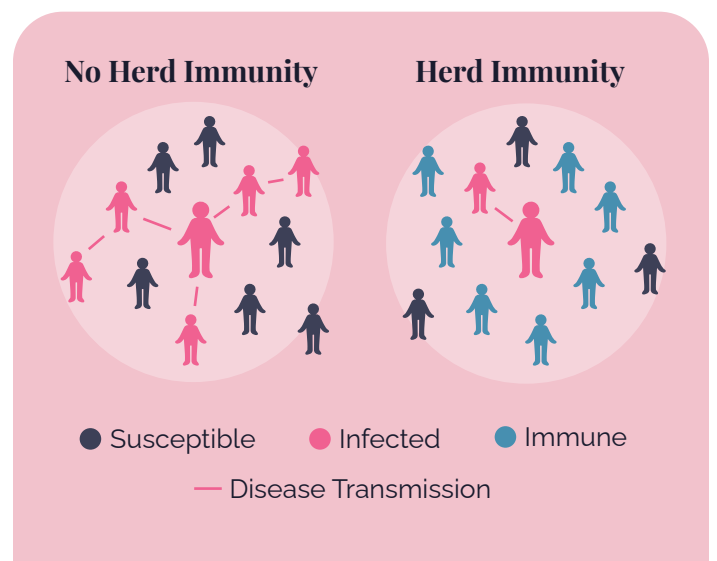 No Herd Immunity
Herd Immunity
Susceptible
Infected
Immune
Disease Transmission